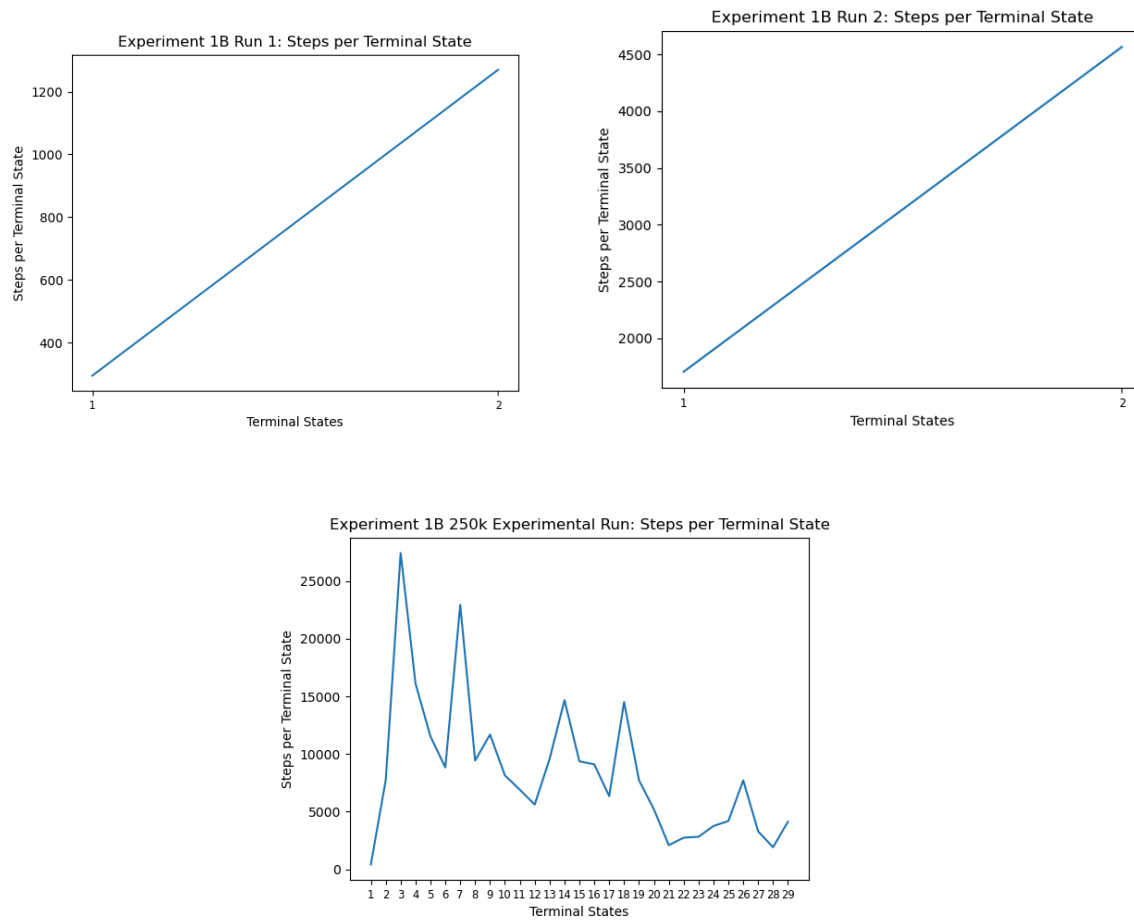 Experiment 1B Run 1: Steps per Terminal State
1200
1000
800
600
400
Steps per Terminal State
1 2
Terminal States
Experiment 1B Run 2: Steps per Terminal State
4500
4000
3500
3000
2500
2000
Steps per Terminal State
1 2
Terminal States
Experiment 1B 250k Experimental Run: Steps per Terminal State
25000
20000
15000
10000
5000
0
Steps per Terminal State
1 2 3 4 5 6 7 8 9 10 11 12 13 14 15 16 17 18 19 20 21 22 23 24 25 26 27 28 29
Terminal States